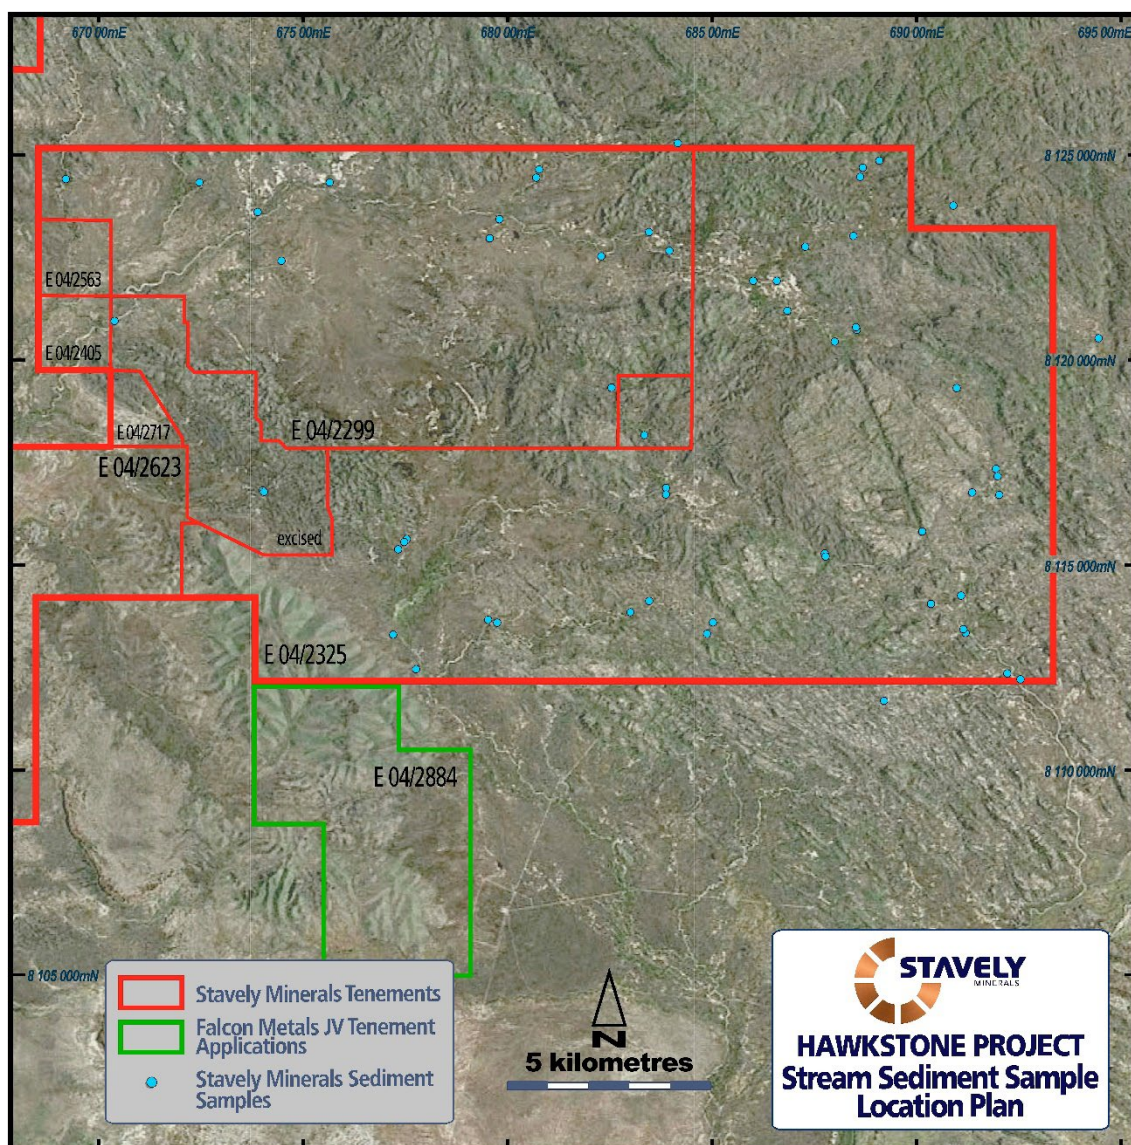 670 00mE
675 00mE
680 00mE
685 00mE
690 00mE
695 00mE
8 125 000mN
E 04/2563
E 04/2405
8 120 000mN
E 04/2717
E 04/2299
E 04/2623
excised
8 115 000mN
E 04/2325
E 04/2884
8 110 000mN
8 105 000mN
Stavely Minerals Tenements
Falcon Metals JV Tenement
Applications
Stavely Minerals Sediment
Samples
N
5 kilometres
STAVELY
MINERALS
HAWKSTONE PROJECT
Stream Sediment Sample
Location Plan